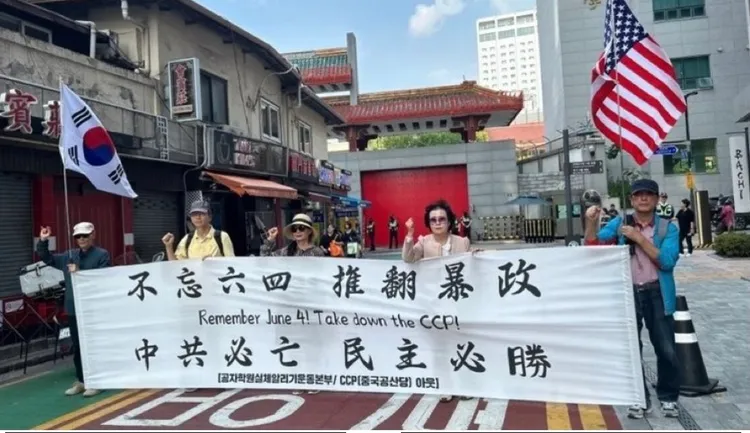 不忘六四 推翻暴政
Remember June 4! Take down the CCP!
中共必亡 民主必勝
[공자학원실체알리기운동본부/ CCP(중국공산당) 아웃]
賓